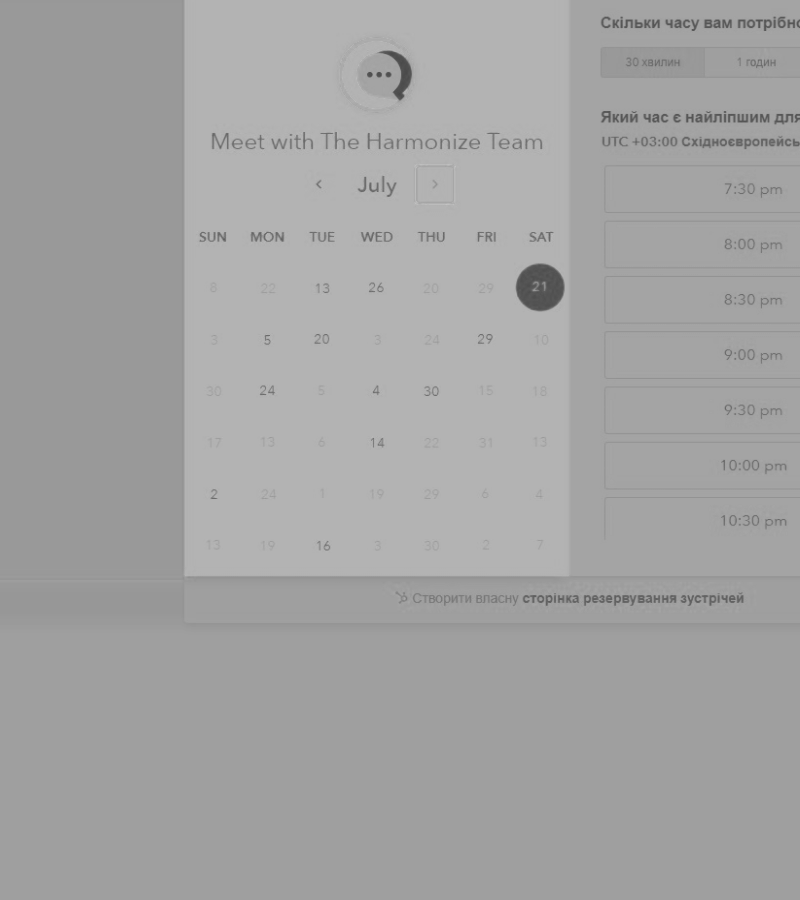 Meet with The Harmonize Team
July
SUN MON TUE WED THU FRI SAT
8 22 13 26 20 29 21
3 5 20 3 24 29 10
30 24 5 4 30 15 18
17 13 6 14 22 31 13
2 24 1 19 29 6 4
13 19 16 3 30 2 7
Скільки часу вам потрібно
30 хвилин 1 годин
Який час є найліпшим для
UTC +03:00 Східноєвропейсь
7:30 pm
8:00 pm
8:30 pm
9:00 pm
9:30 pm
10:00 pm
10:30 pm
Створити власну сторінка резервування зустрічей